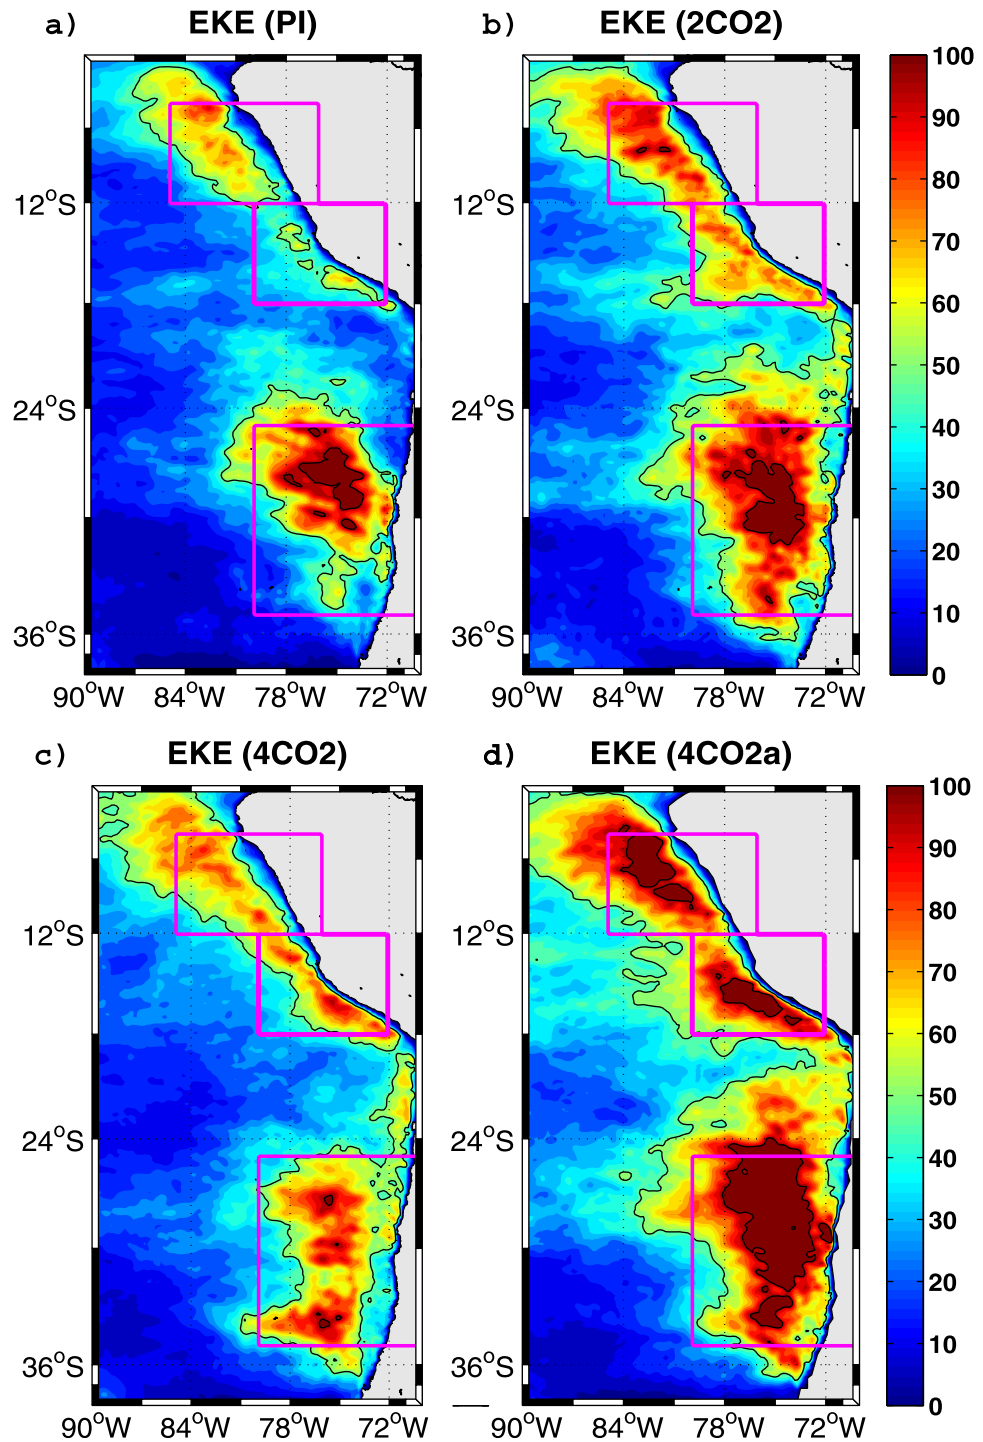 a) EKE (PI) b) EKE (2CO2)
100
90
80
12°S 12°S 70
60
50
24°S 24°S 40
30
20
10
36°S 36°S
0
90°W 84°W 78°W 72°W 90°W 84°W 78°W 72°W
c) EKE (4CO2) d) EKE (4CO2a)
100
90
80
12°S 12°S
70
60
50
24°S 24°S 40
30
20
10
36°S 36°S
0
90°W 84°W 78°W 72°W 90°W 84°W 78°W 72°W